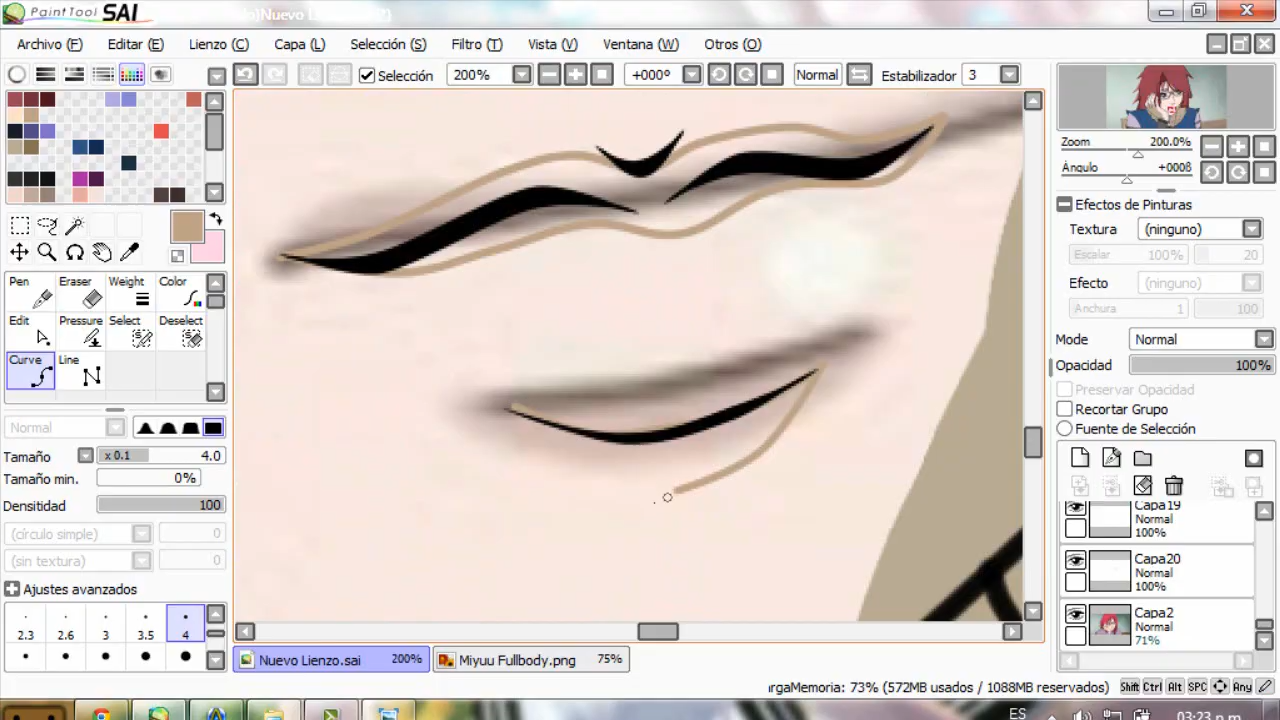 PaintTool SAI )Nuevo Lienzo.
Archivo (F) Editar (E) Lienzo (C) Capa (L) Selección (S) Filtro (T) Vista (V) Ventana (W) Otros (O)
Selección 200% +000º Normal Estabilizador 3
Zoom 200.0%
Ángulo +000ß
Efectos de Pinturas
Textura (ninguno)
Escalar 100% 20
Efecto (ninguno)
Anchura 1 100
Mode Normal
Opacidad 100%
Preservar Opacidad
Recortar Grupo
Fuente de Selección
Pen Eraser Weight Color
Edit Pressure Select Deselect
Curve Line
Normal
Tamaño x 0.1 4.0
Tamaño min. 0%
Densitidad 100
(círculo simple) 0
(sin textura) 0
Ajustes avanzados
2.3 2.6 3 3.5 4
Capa19
Normal
100%
Capa20
Normal
100%
Capa2
Normal
71%
Nuevo Lienzo.sai 200% Miyuu Fullbody.png 75%
ırgaMemoria: 73% (572MB usados / 1088MB reservados) Shift Ctrl Alt SPC Any
ES 03:23 p.m.